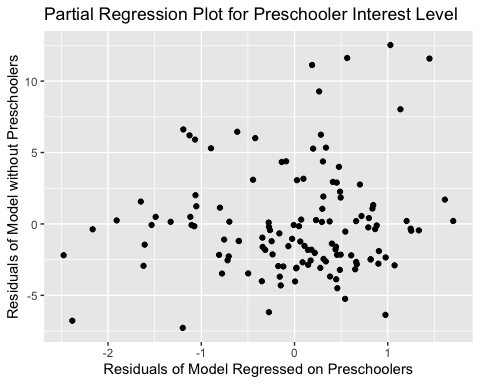 Partial Regression Plot for Preschooler Interest Level
Residuals of Model without Preschoolers
10
5
0
-5
-2
-1
0
1
Residuals of Model Regressed on Preschoolers